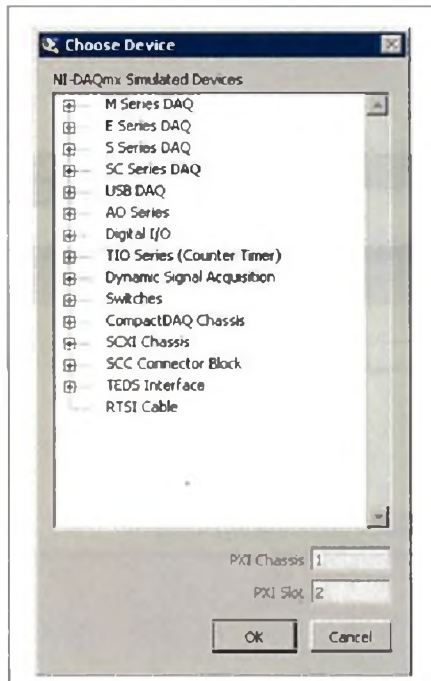 Choose Device
NI-DAQmx Simulated Devices
M Series DAQ
E Series DAQ
S Series DAQ
SC Series DAQ
USB DAQ
AO Series
Digital I/O
TIO Series (Counter Timer)
Dynamic Signal Acquisition
Switches
CompactDAQ Chassis
SCXI Chassis
SCC Connector Block
TEDS Interface
RTSI Cable
PXI Chassis 1
PXI Slot 2
OK Cancel